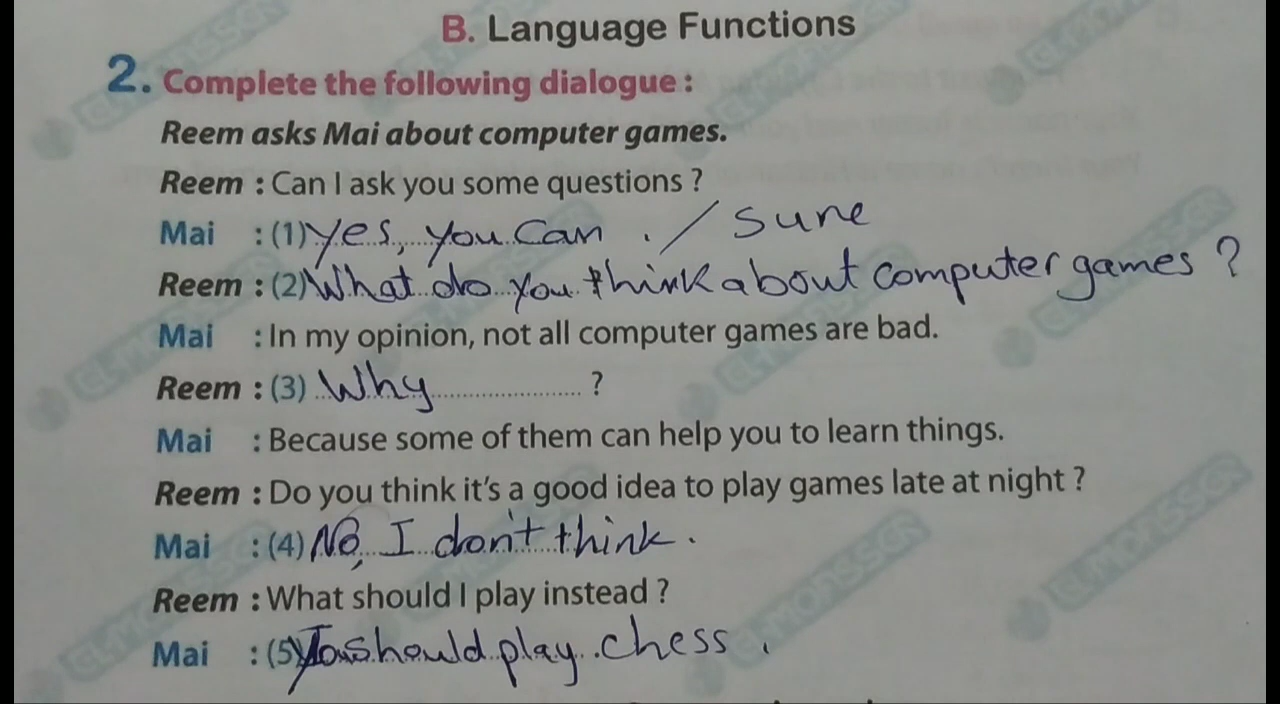 B. Language Functions
2. Complete the following dialogue :
Reem asks Mai about computer games.
Reem : Can I ask you some questions ?
Mai : (1) Yes, you Can . / Sure
Reem : (2) What do you think about computer games ?
Mai : In my opinion, not all computer games are bad.
Reem : (3) Why ?
Mai : Because some of them can help you to learn things.
Reem : Do you think it's a good idea to play games late at night ?
Mai : (4) No, I don't think .
Reem : What should I play instead ?
Mai : (5) You should play chess .